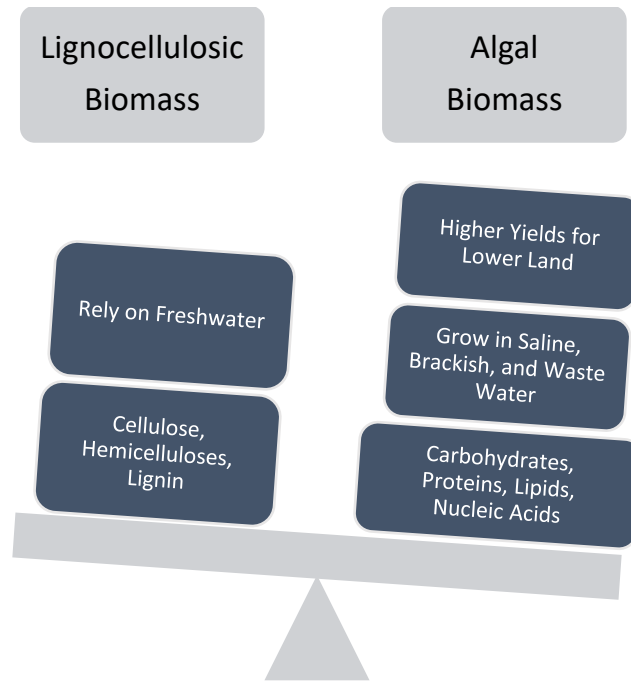 Lignocellulosic
Biomass
Algal
Biomass
Rely on Freshwater
Cellulose,
Hemicelluloses,
Lignin
Higher Yields for
Lower Land
Grow in Saline,
Brackish, and Waste
Water
Carbohydrates,
Proteins, Lipids,
Nucleic Acids